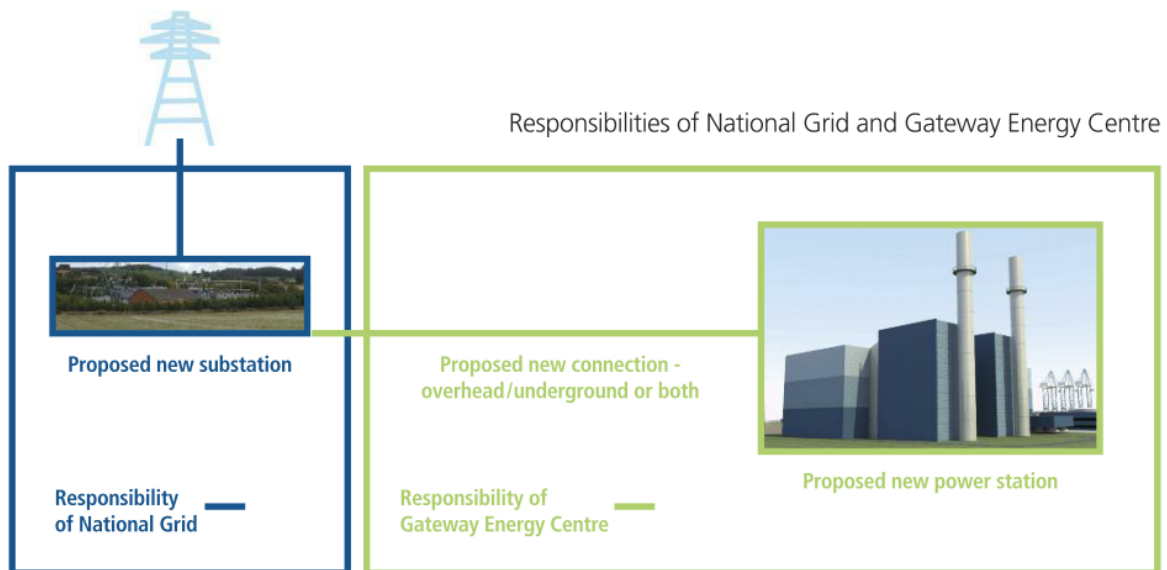 Responsibilities of National Grid and Gateway Energy Centre
Proposed new substation
Proposed new connection -
overhead/underground or both
Proposed new power station
Responsibility
of National Grid
Responsibility of
Gateway Energy Centre